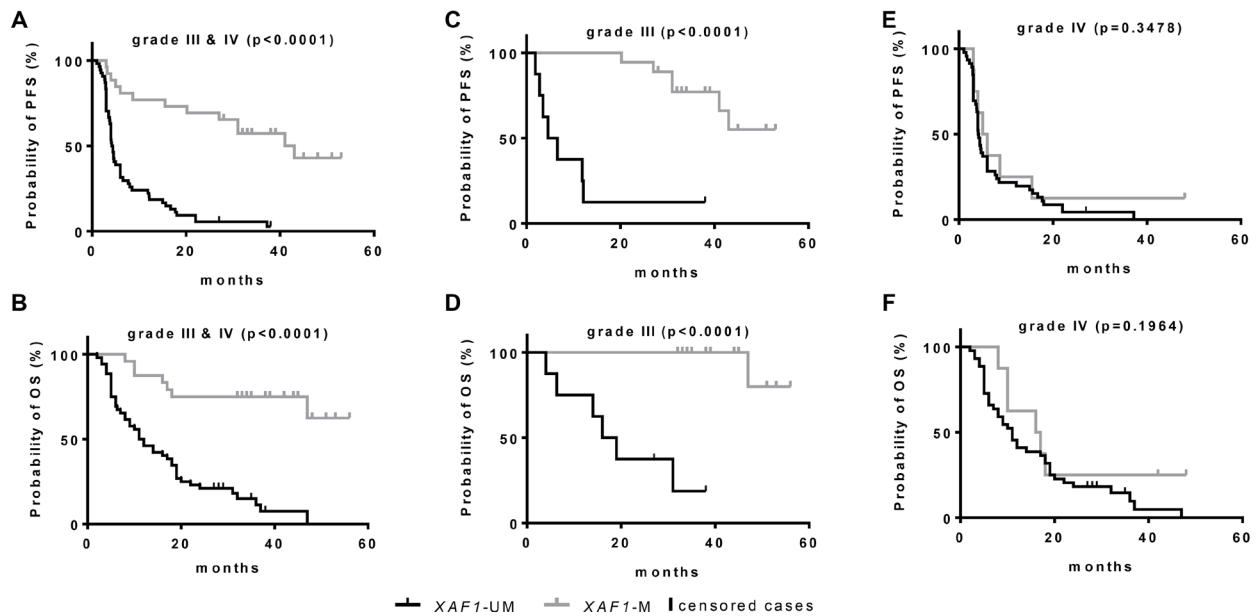 A
grade III & IV (p<0.0001)
Probability of PFS (%)
100
50
0
0 20 40 60
months
C
grade III (p<0.0001)
Probability of PFS (%)
100
50
0
0 20 40 60
months
E
grade IV (p=0.3478)
Probability of PFS (%)
100
50
0
0 20 40 60
months
B
grade III & IV (p<0.0001)
Probability of OS (%)
100
50
0
0 20 40 60
months
D
grade III (p<0.0001)
Probability of OS (%)
100
50
0
0 20 40 60
months
F
grade IV (p=0.1964)
Probability of OS (%)
100
50
0
0 20 40 60
months
XAF1-UM XAF1-M censored cases